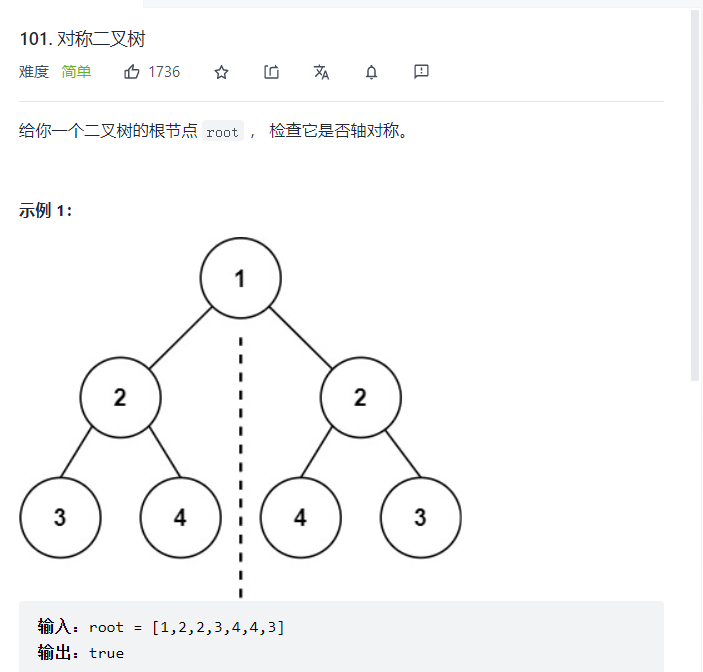 101. 对称二叉树
难度 简单 1736
给你一个二叉树的根节点 root ， 检查它是否轴对称。
示例 1：
1
2 2
3 4 4 3
输入：root = [1,2,2,3,4,4,3]
输出：true